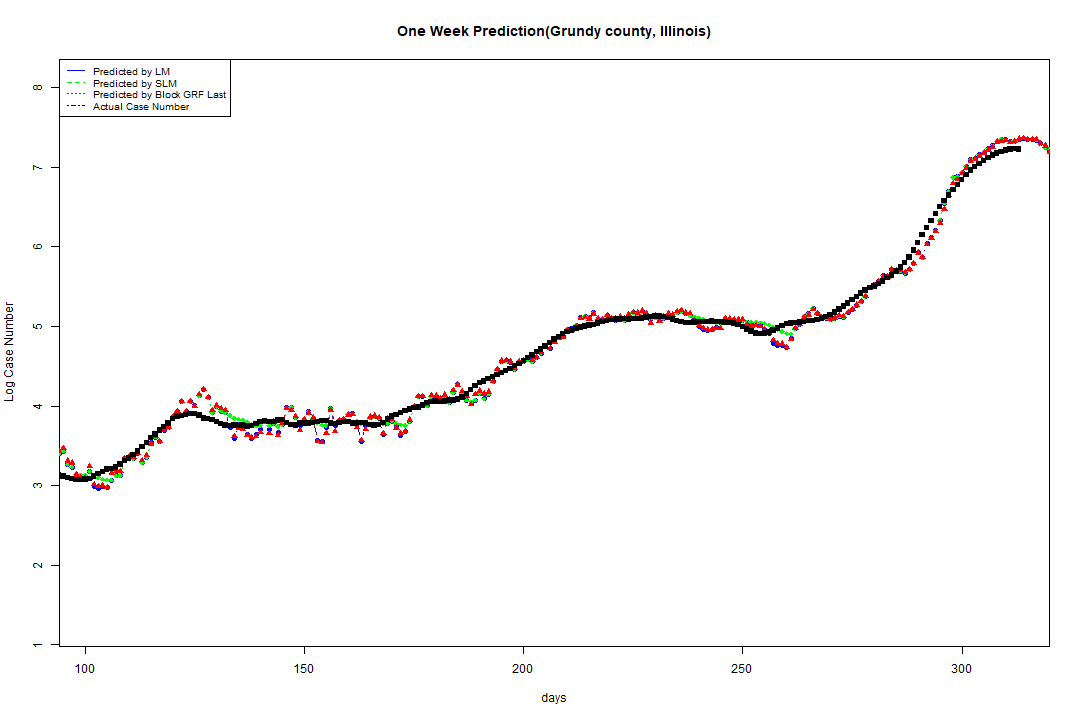 One Week Prediction(Grundy county, Illinois)
Predicted by LM
Predicted by SLM
Predicted by Block GRF Last
Actual Case Number
8
7
6
5
4
3
2
1
Log Case Number
100 150 200 250 300
days